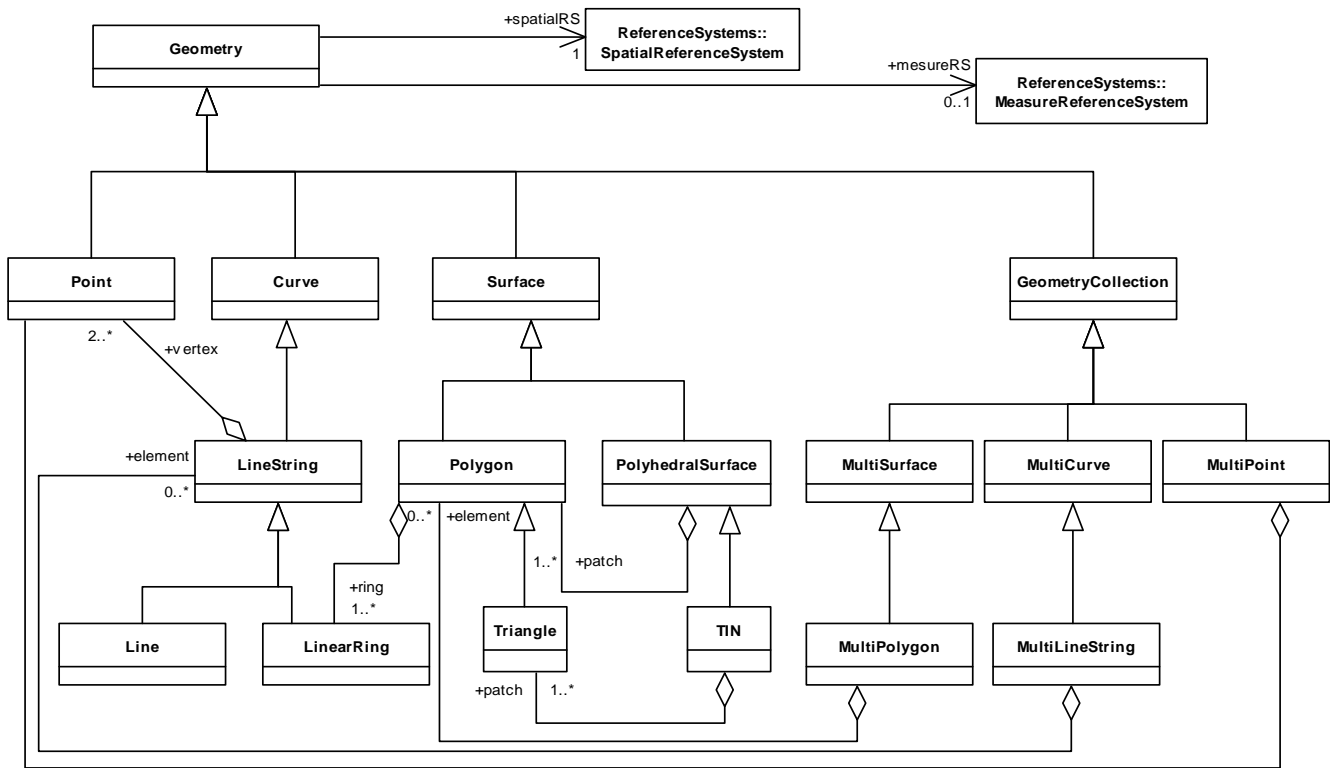 +spatialRS
Geometry
1
ReferenceSystems::
SpatialReferenceSystem
+mesureRS
0..1
ReferenceSystems::
MeasureReferenceSystem
Point
Curve
Surface
GeometryCollection
2..*
+vertex
+element
0..*
LineString
Polygon
PolyhedralSurface
MultiSurface
MultiCurve
MultiPoint
0..*
+element
1..*
+patch
+ring
1..*
Line
LinearRing
Triangle
TIN
MultiPolygon
MultiLineString
+patch
1..*